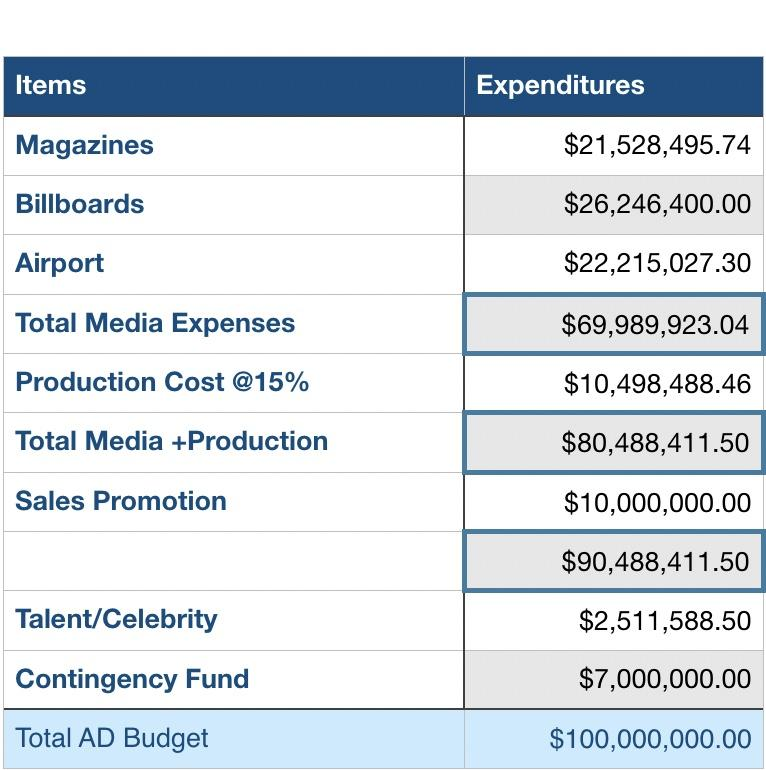 Items Expenditures
Magazines $21,528,495.74
Billboards $26,246,400.00
Airport $22,215,027.30
Total Media Expenses $69,989,923.04
Production Cost @15% $10,498,488.46
Total Media +Production $80,488,411.50
Sales Promotion $10,000,000.00
$90,488,411.50
Talent/Celebrity $2,511,588.50
Contingency Fund $7,000,000.00
Total AD Budget $100,000,000.00